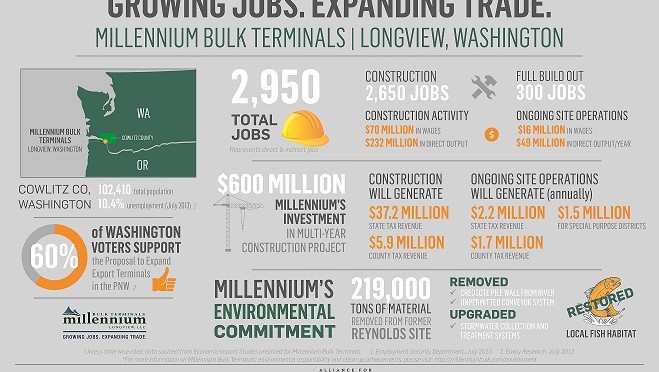 GROWING JOBS. EXPANDING TRADE.
MILLENNIUM BULK TERMINALS | LONGVIEW, WASHINGTON
WA
MILLENNIUM BULK
TERMINALS
LONGVIEW, WASHINGTON
COWLITZ COUNTY
OR
COWLITZ CO,
WASHINGTON
102,410 total population
10.4% unemployment (July 2013)
60%
of WASHINGTON
VOTERS SUPPORT
the Proposal to Expand
Export Terminals
in the PNW 2
BULK TERMINALS
millennium
LONGVIEW, LLC
GROWING JOBS. EXPANDING TRADE.
2,950
TOTAL
JOBS
Represents direct & indirect jobs
CONSTRUCTION
2,650 JOBS
CONSTRUCTION ACTIVITY
$70 MILLION IN WAGES
$232 MILLION IN DIRECT OUTPUT
$
FULL BUILD OUT
300 JOBS
ONGOING SITE OPERATIONS
$16 MILLION IN WAGES
$49 MILLION IN DIRECT OUTPUT/YEAR
$600 MILLION
MILLENNIUM'S
INVESTMENT
IN MULTI-YEAR
CONSTRUCTION PROJECT
CONSTRUCTION
WILL GENERATE
$37.2 MILLION
STATE TAX REVENUE
$5.9 MILLION
COUNTY TAX REVENUE
ONGOING SITE OPERATIONS
WILL GENERATE (annually)
$2.2 MILLION
STATE TAX REVENUE
$1.5 MILLION
FOR SPECIAL PURPOSE DISTRICTS
$1.7 MILLION
COUNTY TAX REVENUE
MILLENNIUM'S
ENVIRONMENTAL
COMMITMENT
219,000
TONS OF MATERIAL
REMOVED FROM FORMER
REYNOLDS SITE
REMOVED
CREOSOTE PILE WALL FROM RIVER
UNPERMITTED CONVEYOR SYSTEM
UPGRADED
STORMWATER COLLECTION AND
TREATMENT SYSTEMS
RESTORED
LOCAL FISH HABITAT
Unless otherwise cited, data sourced from Economic Impact Studies prepared for Millennium Bulk Terminals. 1. Employment Security Department, July 2013 2. Elway Research, July 2013
*For more information on Millennium Bulk Terminals' environmental responsibility and clean up achievements, please visit: http://millenniumbulk.com/environment
ALLIANCE FOR